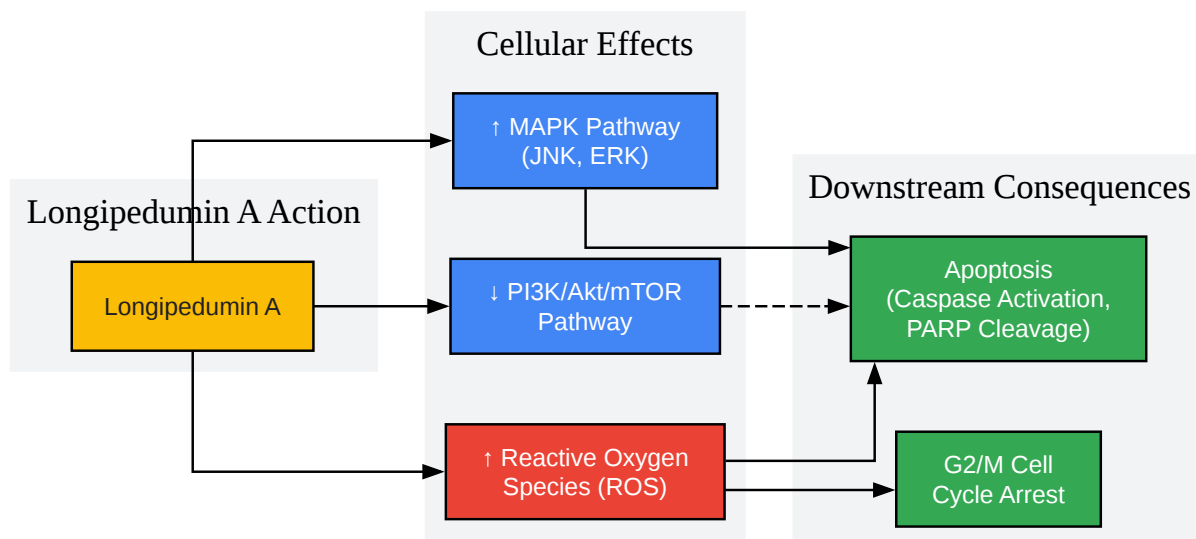 Longipedumin A Action
Longipedumin A
Cellular Effects
↑ MAPK Pathway
(JNK, ERK)
↓ PI3K/Akt/mTOR
Pathway
↑ Reactive Oxygen
Species (ROS)
Downstream Consequences
Apoptosis
(Caspase Activation,
PARP Cleavage)
G2/M Cell
Cycle Arrest